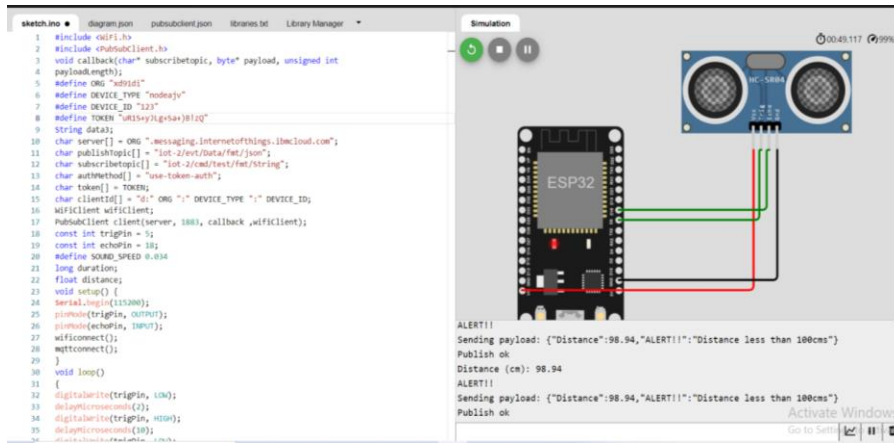 sketch.ino ● diagram.json pubsubclient.json libraries.txt Library Manager
1 #include <WiFi.h>
2 #include <PubSubClient.h>
3 void callback(char* subscribetopic, byte* payload, unsigned int
4 payloadLength);
5 #define ORG "xd91di"
6 #define DEVICE_TYPE "nodeajv"
7 #define DEVICE_ID "123"
8 #define TOKEN
9 String data3;
10 char server[] = ORG ".messaging.internetofthings.ibmcloud.com";
11 char publishTopic[] = "iot-2/evt/Data/fmt/json";
12 char subscribetopic[] = "iot-2/cmd/test/fmt/String";
13 char authMethod[] = "use-token-auth";
14 char token[] = TOKEN;
15 char clientId[] = "d:" ORG ":" DEVICE_TYPE ":" DEVICE_ID;
16 WiFiClient wifiClient;
17 PubSubClient client(server, 1883, callback ,wifiClient);
18 const int trigPin = 5;
19 const int echoPin = 18;
20 #define SOUND_SPEED 0.034
21 long duration;
22 float distance;
23 void setup() {
24 Serial.begin(115200);
25 pinMode(trigPin, OUTPUT);
26 pinMode(echoPin, INPUT);
27 wificonnect();
28 mqttconnect();
29 }
30 void loop()
31 {
32 digitalWrite(trigPin, LOW);
33 delayMicroseconds(2);
34 digitalWrite(trigPin, HIGH);
35 delayMicroseconds(10);
Simulation
00:49.117 99%
HC-SR04
ESP32
ALERT!!
Sending payload: {"Distance":98.94,"ALERT!!":"Distance less than 100cms"}
Publish ok
Distance (cm): 98.94
ALERT!!
Sending payload: {"Distance":98.94,"ALERT!!":"Distance less than 100cms"}
Publish ok
Activate Windows
Go to